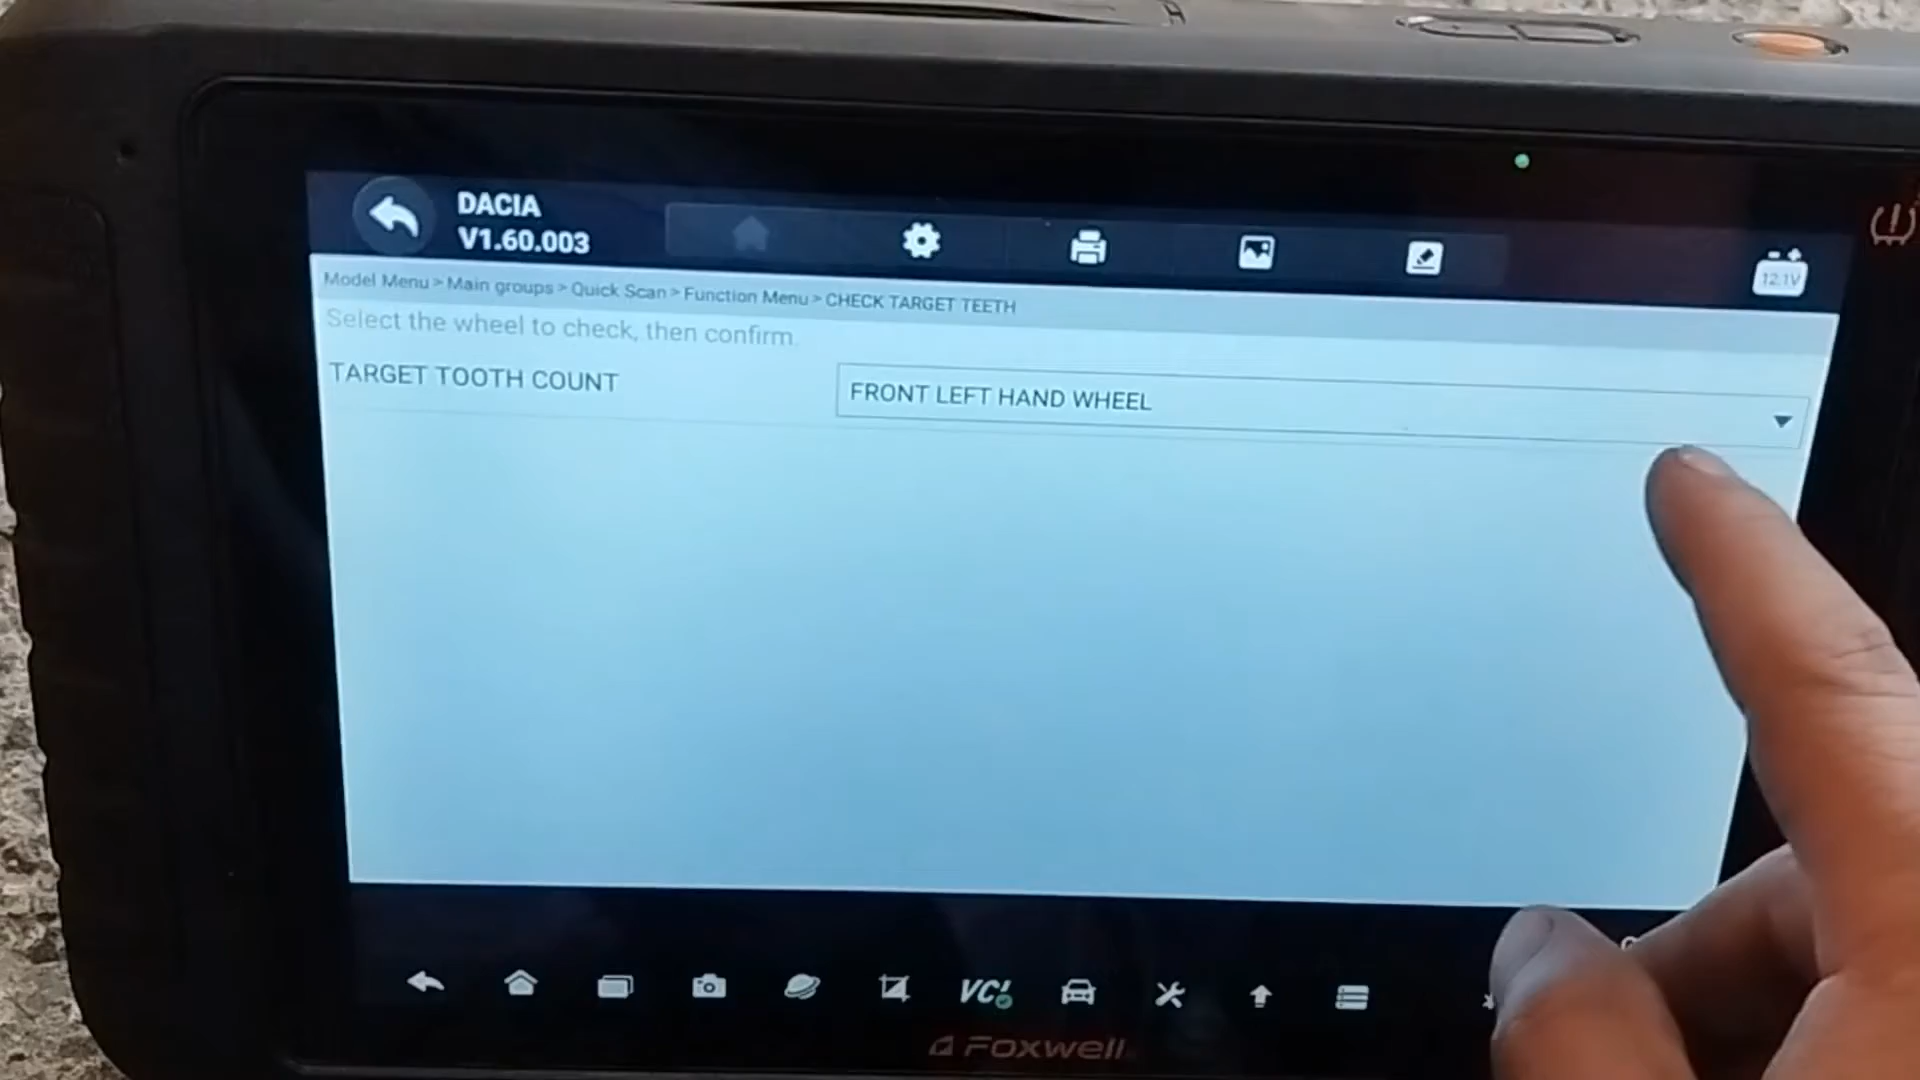 DACIA
V1.60.003
12.1V
Model Menu > Main groups > Quick Scan > Function Menu > CHECK TARGET TEETH
Select the wheel to check, then confirm.
TARGET TOOTH COUNT
FRONT LEFT HAND WHEEL
VCI
FOXWELL